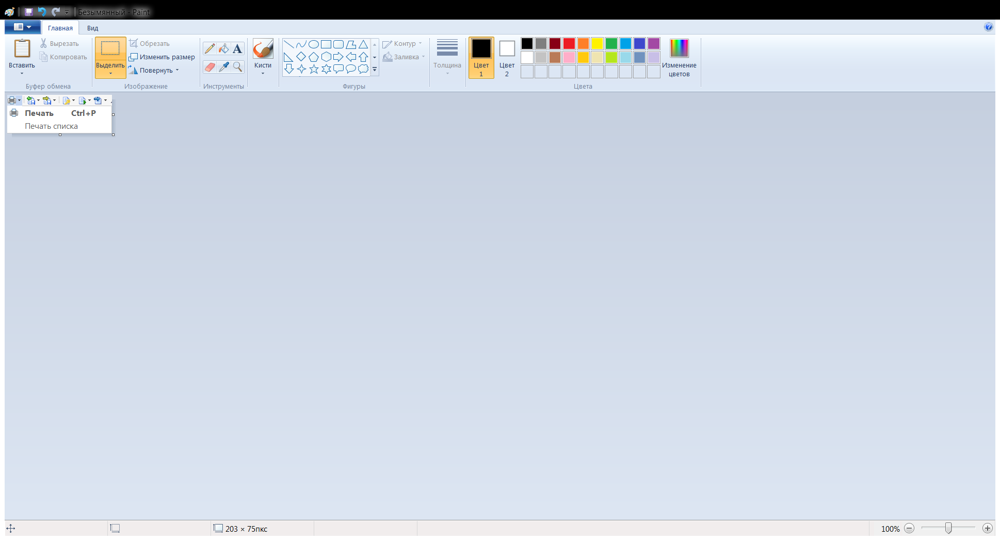 Безымянный - Paint
Главная Вид
Вставить
Вырезать
Копировать
Буфер обмена
Выделить
Обрезать
Изменить размер
Повернуть
Изображение
A
Инструменты
Кисти
Контур
Заливка
Фигуры
Толщина
Цвет
1
Цвет
2
Изменение
цветов
Цвета
Печать Ctrl+P
Печать списка
203 × 75пкс
100%